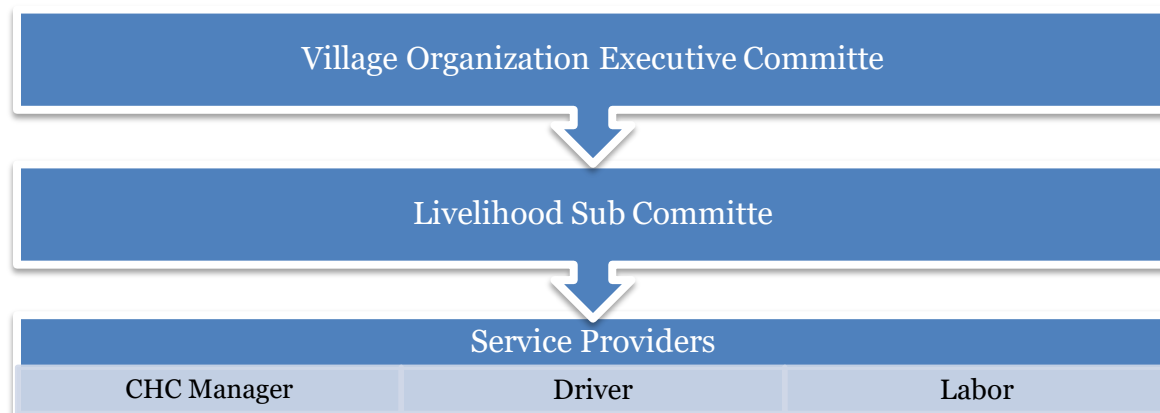 Village Organization Executive Committe
Livelihood Sub Committe
Service Providers
CHC Manager
Driver
Labor